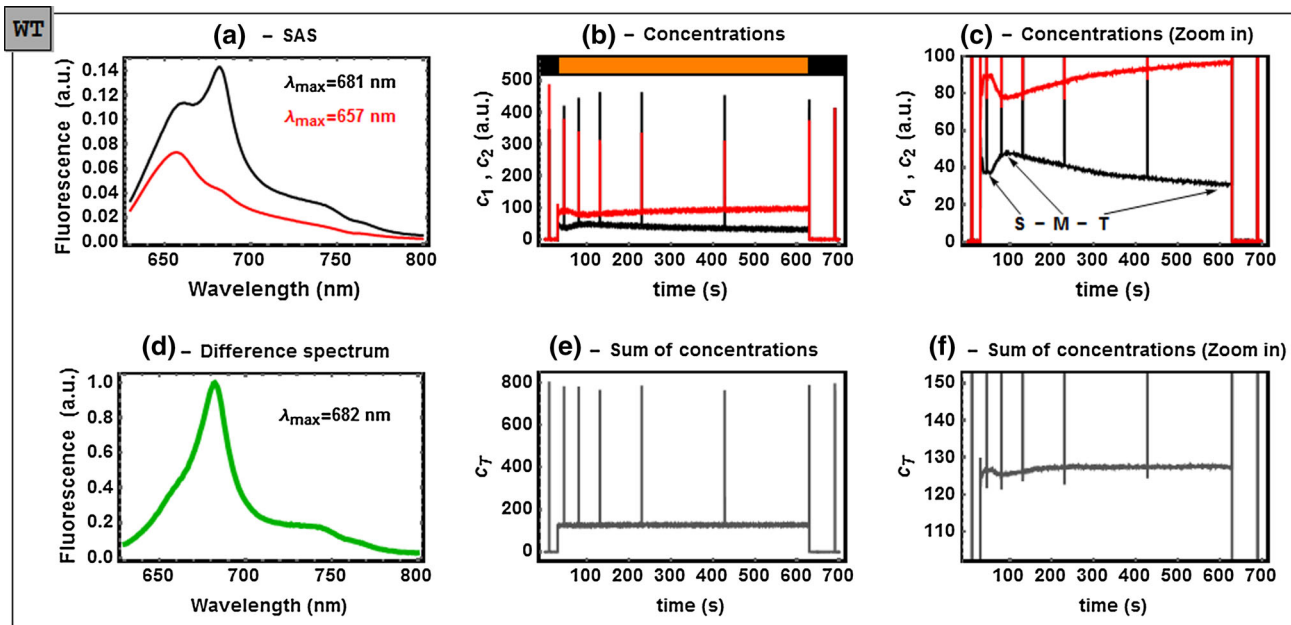 WT
(a) – SAS
Fluorescence (a.u.)
0.14
0.12
0.10
0.08
0.06
0.04
0.02
0.00
λmax=681 nm
λmax=657 nm
650 700 750 800
Wavelength (nm)
(b) – Concentrations
c1 , c2 (a.u.)
500
400
300
200
100
0
100 200 300 400 500 600 700
time (s)
(c) – Concentrations (Zoom in)
c1 , c2 (a.u.)
100
80
60
40
20
0
S – M – T
100 200 300 400 500 600 700
time (s)
(d) – Difference spectrum
Fluorescence (a.u.)
1.0
0.8
0.6
0.4
0.2
0.0
λmax=682 nm
650 700 750 800
Wavelength (nm)
(e) – Sum of concentrations
cT
800
600
400
200
0
100 200 300 400 500 600 700
time (s)
(f) – Sum of concentrations (Zoom in)
cT
150
140
130
120
110
100 200 300 400 500 600 700
time (s)